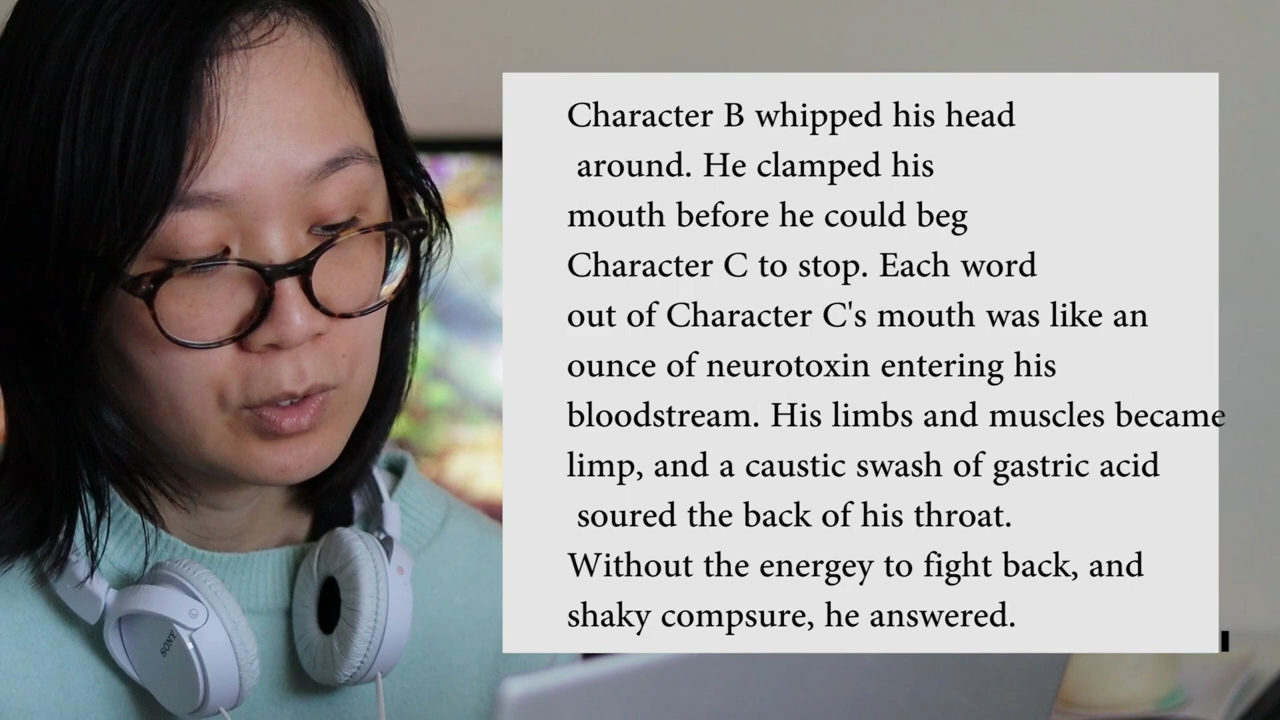 Character B whipped his head
around. He clamped his
mouth before he could beg
Character C to stop. Each word
out of Character C's mouth was like an
ounce of neurotoxin entering his
bloodstream. His limbs and muscles became
limp, and a caustic swash of gastric acid
soured the back of his throat.
Without the energey to fight back, and
shaky compsure, he answered.
SONY